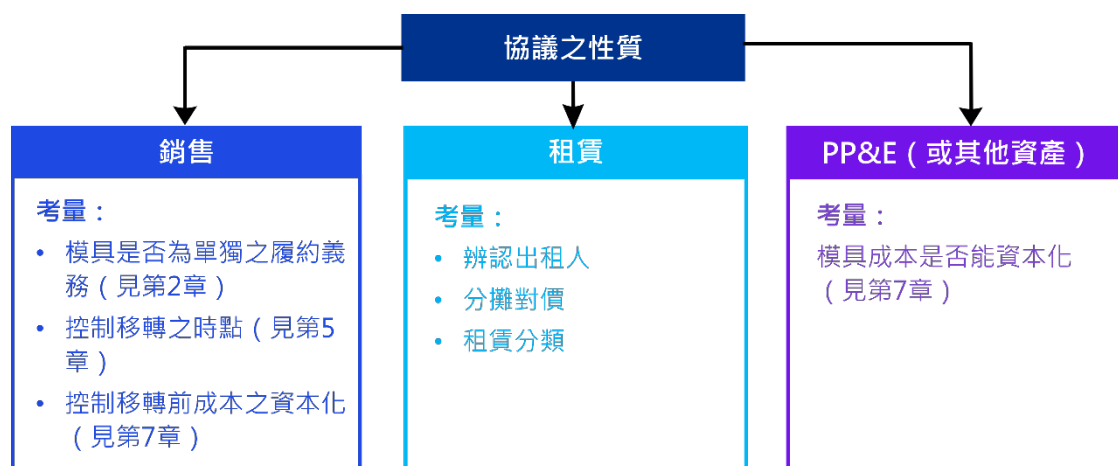 協議之性質
銷售
考量：
• 模具是否為單獨之履約義
務（見第2章）
• 控制移轉之時點（見第5
章）
• 控制移轉前成本之資本化
（見第7章）
租賃
考量：
• 辨認出租人
• 分攤對價
• 租賃分類
PP&E（或其他資產）
考量：
模具成本是否能資本化
（見第7章）